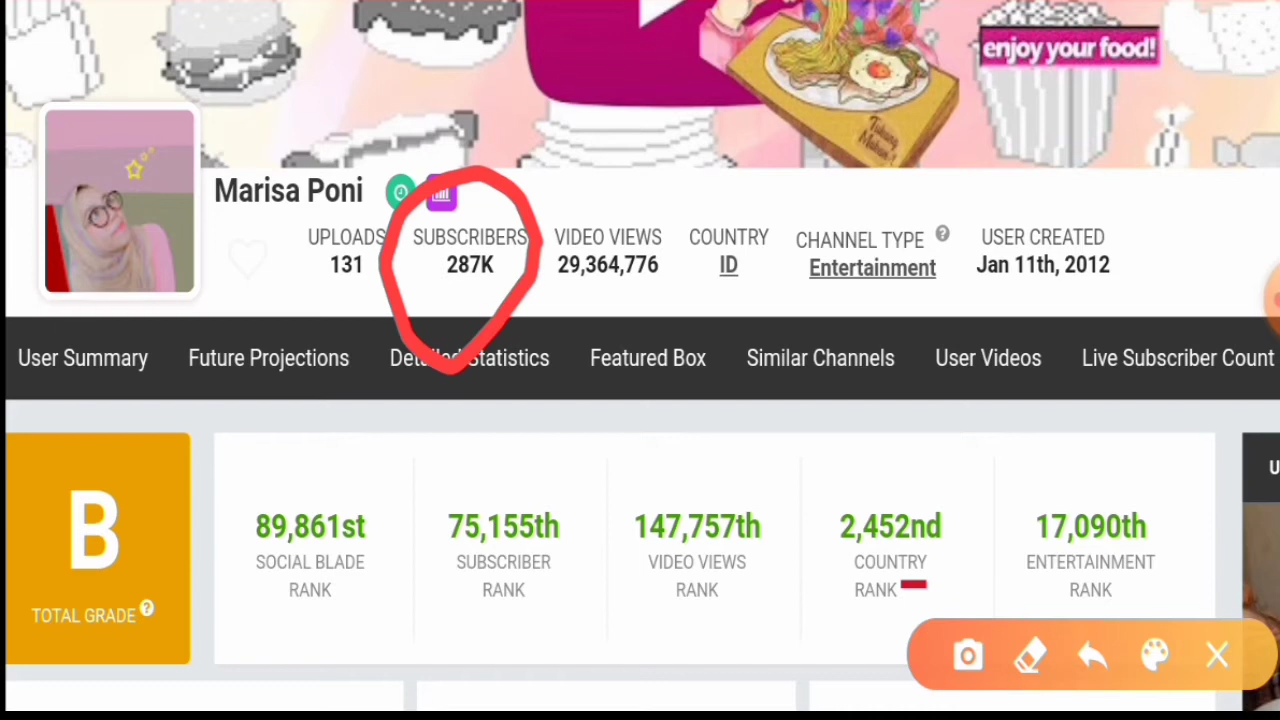 enjoy your food!
Marisa Poni
UPLOADS SUBSCRIBERS VIDEO VIEWS COUNTRY CHANNEL TYPE ? USER CREATED
131 287K 29,364,776 ID Entertainment Jan 11th, 2012
User Summary Future Projections Detailed Statistics Featured Box Similar Channels User Videos Live Subscriber Count
B
TOTAL GRADE ?
89,861st 75,155th 147,757th 2,452nd 17,090th
SOCIAL BLADE SUBSCRIBER VIDEO VIEWS COUNTRY ENTERTAINMENT
RANK RANK RANK RANK RANK